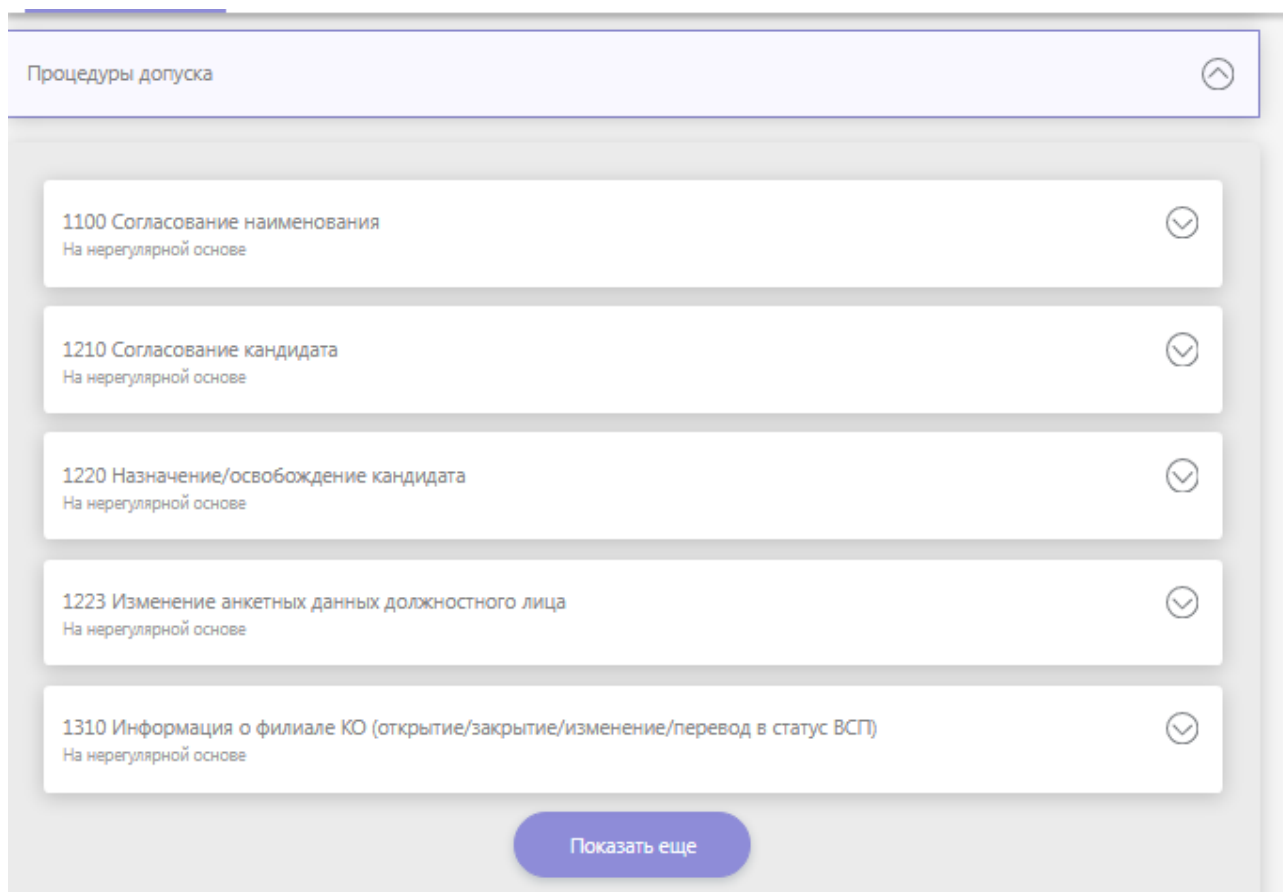 Процедуры допуска
1100 Согласование наименования
На нерегулярной основе
1210 Согласование кандидата
На нерегулярной основе
1220 Назначение/освобождение кандидата
На нерегулярной основе
1223 Изменение анкетных данных должностного лица
На нерегулярной основе
1310 Информация о филиале КО (открытие/закрытие/изменение/перевод в статус ВСП)
На нерегулярной основе
Показать еще